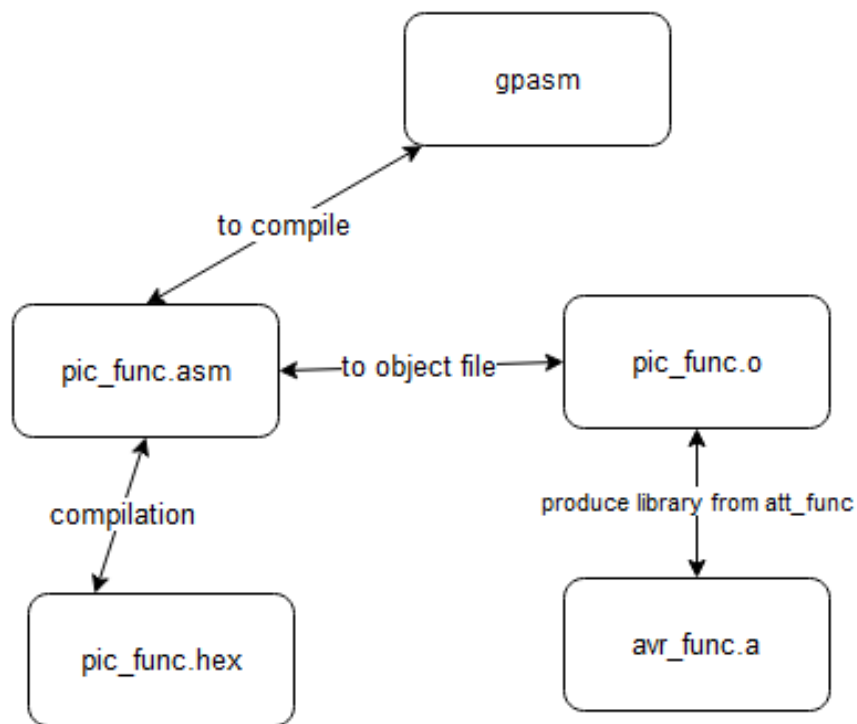 gpasm
to compile
pic_func.asm
to object file
pic_func.o
compilation
produce library from att_func
pic_func.hex
avr_func.a